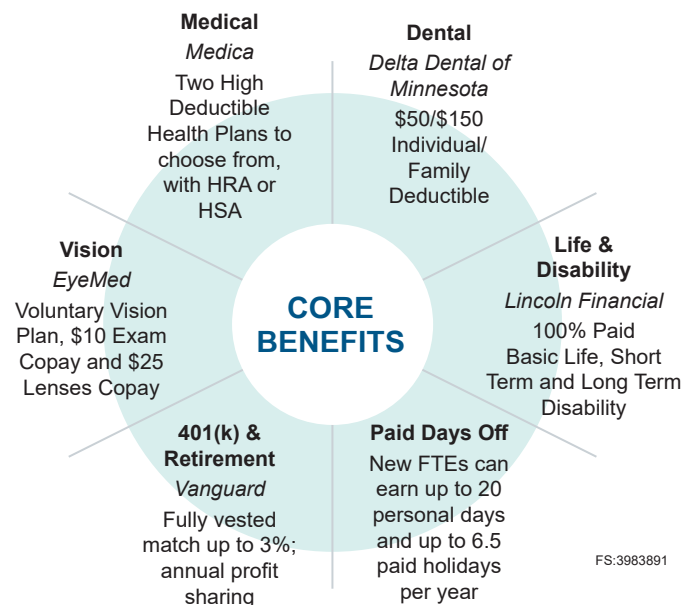 Medical
Medica
Two High
Deductible
Health Plans to
choose from,
with HRA or
HSA
Dental
Delta Dental of
Minnesota
$50/$150
Individual/
Family
Deductible
Life &
Disability
Lincoln Financial
100% Paid
Basic Life, Short
Term and Long Term
Disability
Paid Days Off
New FTEs can
earn up to 20
personal days
and up to 6.5
paid holidays
per year
401(k) &
Retirement
Vanguard
Fully vested
match up to 3%;
annual profit
sharing
Vision
EyeMed
Voluntary Vision
Plan, $10 Exam
Copay and $25
Lenses Copay
CORE
BENEFITS
FS:3983891